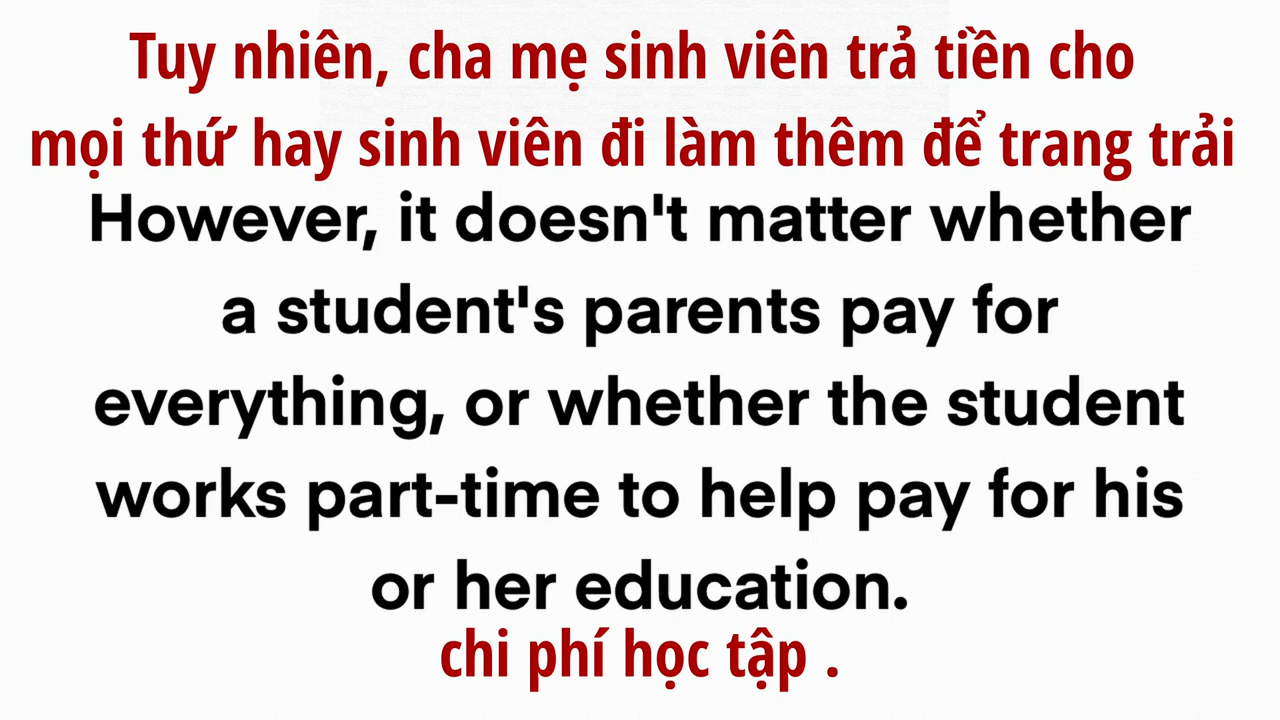 Tuy nhiên, cha mẹ sinh viên trả tiền cho
mọi thứ hay sinh viên đi làm thêm để trang trải
However, it doesn't matter whether
a student's parents pay for
everything, or whether the student
works part-time to help pay for his
or her education.
chi phí học tập .